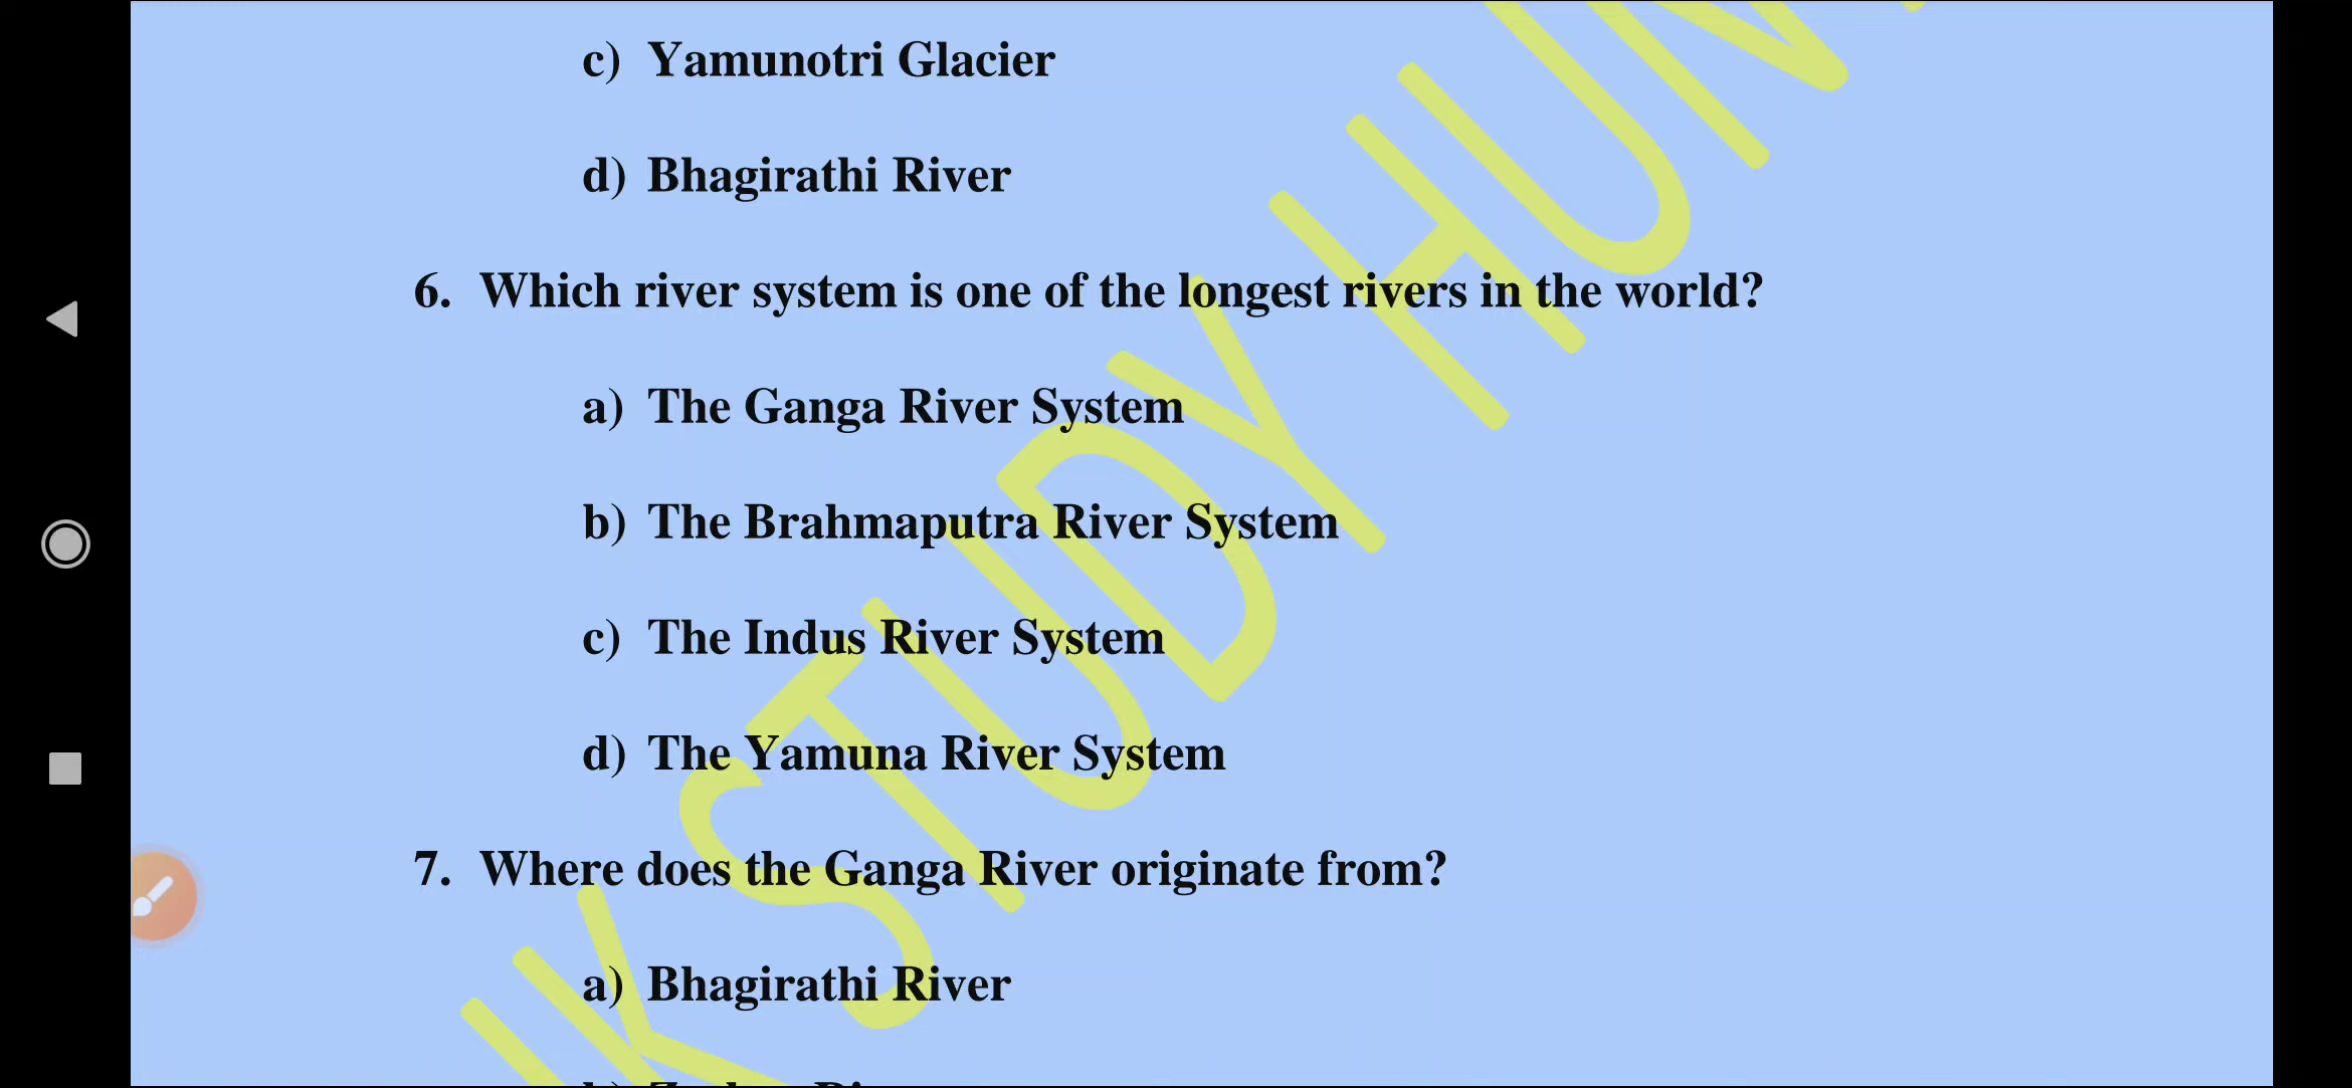 c) Yamunotri Glacier
d) Bhagirathi River
6. Which river system is one of the longest rivers in the world?
a) The Ganga River System
b) The Brahmaputra River System
c) The Indus River System
d) The Yamuna River System
7. Where does the Ganga River originate from?
a) Bhagirathi River
STUDY